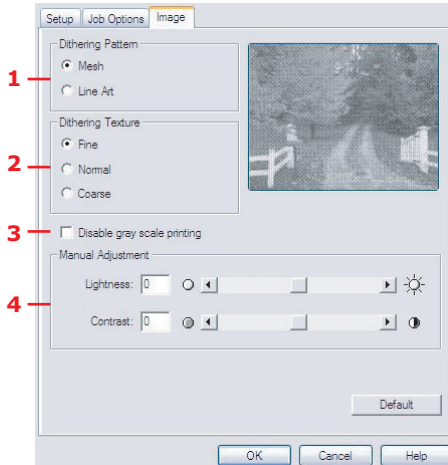 Setup Job Options Image
Dithering Pattern
1
Mesh
Line Art
Dithering Texture
2
Fine
Normal
Coarse
3
Disable gray scale printing
Manual Adjustment
4
Lightness: 0
Contrast: 0
Default
OK Cancel Help